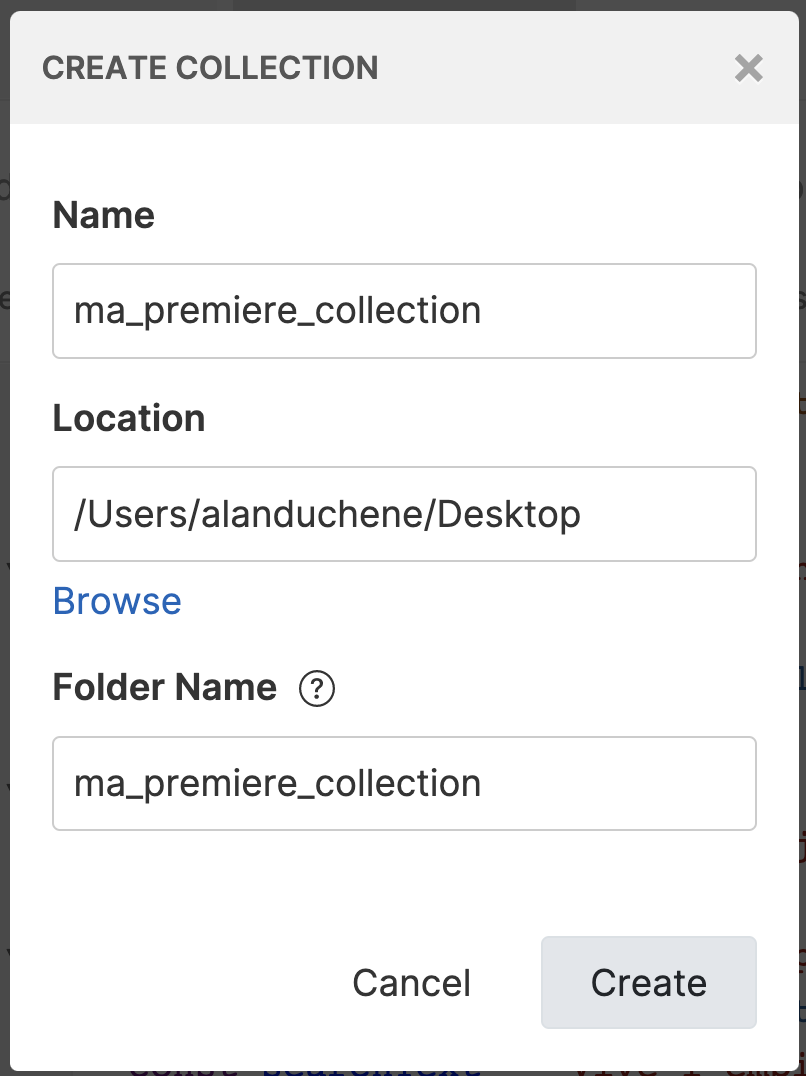 CREATE COLLECTION
Name
ma_premiere_collection
Location
/Users/alanduchene/Desktop
Browse
Folder Name ?
ma_premiere_collection
Cancel Create